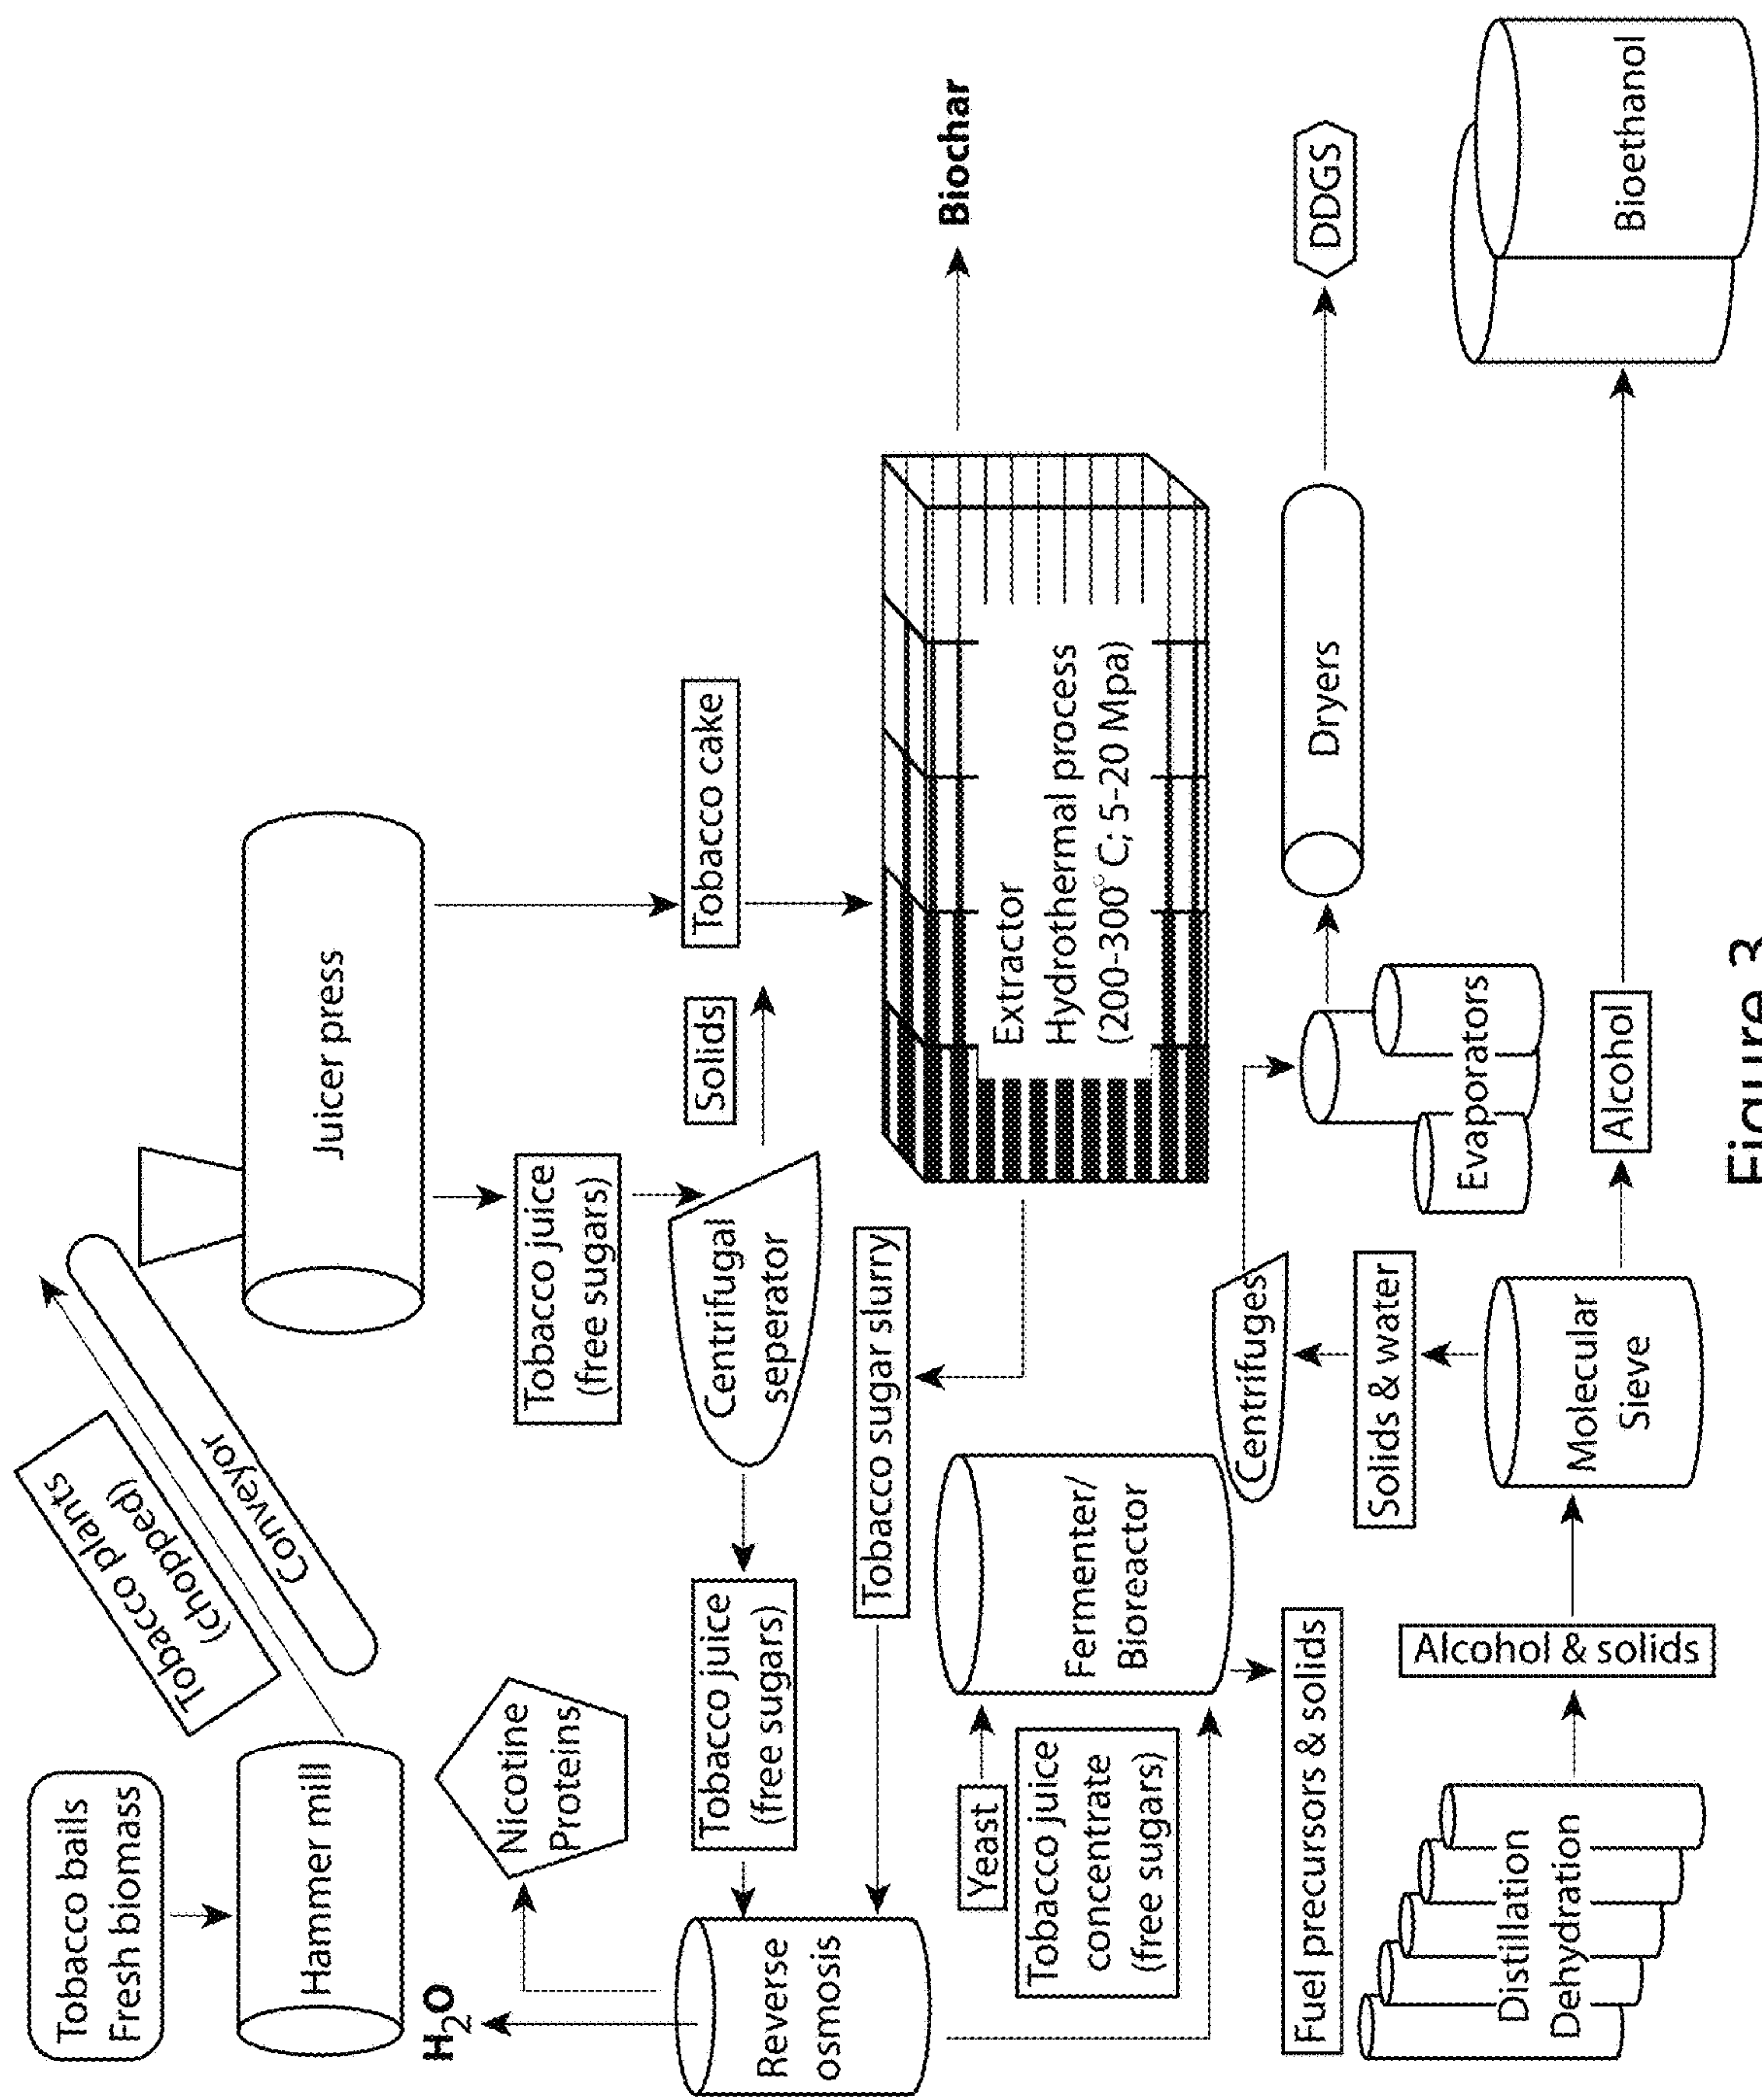 Tobacco bails
Fresh biomass
Hammer mill
Tobaccco plants
(chopped)
Conveyor
Juicer press
H₂O
Nicotine
Proteins
Tobacco juice
(free sugars)
Centrifugal
seperator
Solids
Tobacco cake
Tobacco juice
(free sugars)
Reverse
osmosis
Tobacco sugar slurry
Extractor
Hydrothermal process
(200-300°C; 5-20 Mpa)
Biochar
Yeast
Tobacco juice
concentrate
(free sugars)
Fermenter/
Bioreactor
Fuel precursors & solids
Centrifuges
Evaporators
Dryers
DDGS
Solids & water
Distillation
Dehydration
Alcohol & solids
Molecular
Sieve
Alcohol
Bioethanol
Figure 3